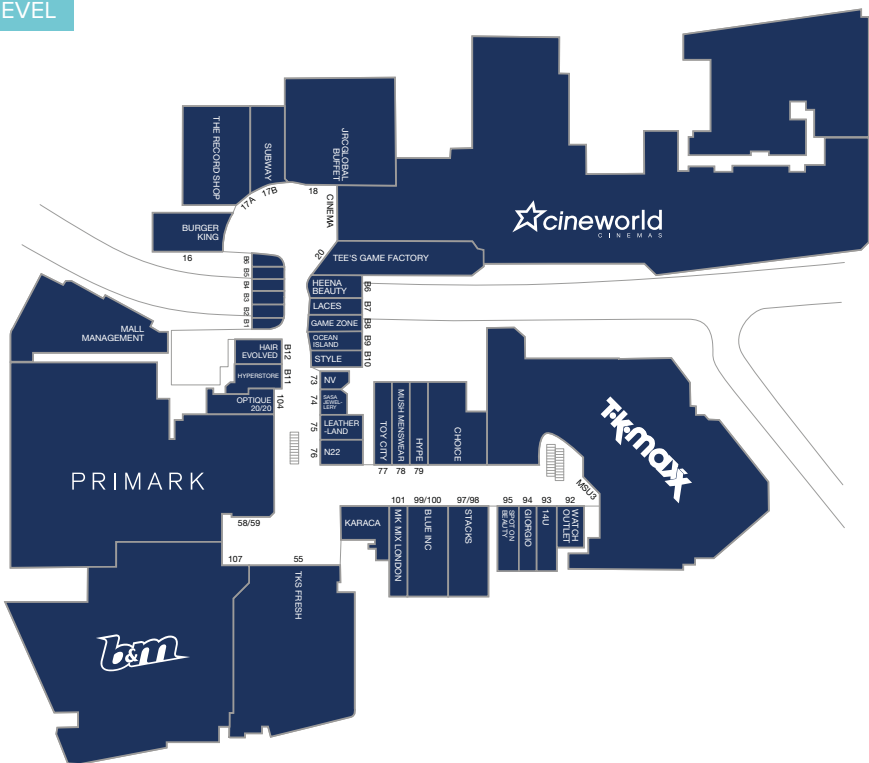 EVEL
THE RECORD SHOP
SUBWAY
JRC GLOBAL
BUFFET
17A
17B
18
CINEMA
cineworld
CINEMAS
BURGER
KING
16
20
TEE'S GAME FACTORY
B6
B5
B4
B3
B2
B1
HEENA
BEAUTY
B6
LACES
B7
GAME ZONE
B8
OCEAN
ISLAND
B9
STYLE
B10
MALL
MANAGEMENT
HAIR
EVOLVED
B12
HYPERSTORE
B11
OPTIQUE
20/20
104
73
NV
74
SASA
JEWEL-
LERY
75
LEATHER
-LAND
76
N22
TOY CITY
MUSH MENSWEAR
HYPE
CHOICE
77
78
79
T.K.maxx
MSU3
PRIMARK
58/59
107
55
KARACA
101
MK MIX LONDON
99/100
BLUE INC
97/98
STACKS
95
SPOT ON
BEAUTY
94
GIORGIO
93
14U
92
WATCH
OUTLET
TKS FRESH
b&m